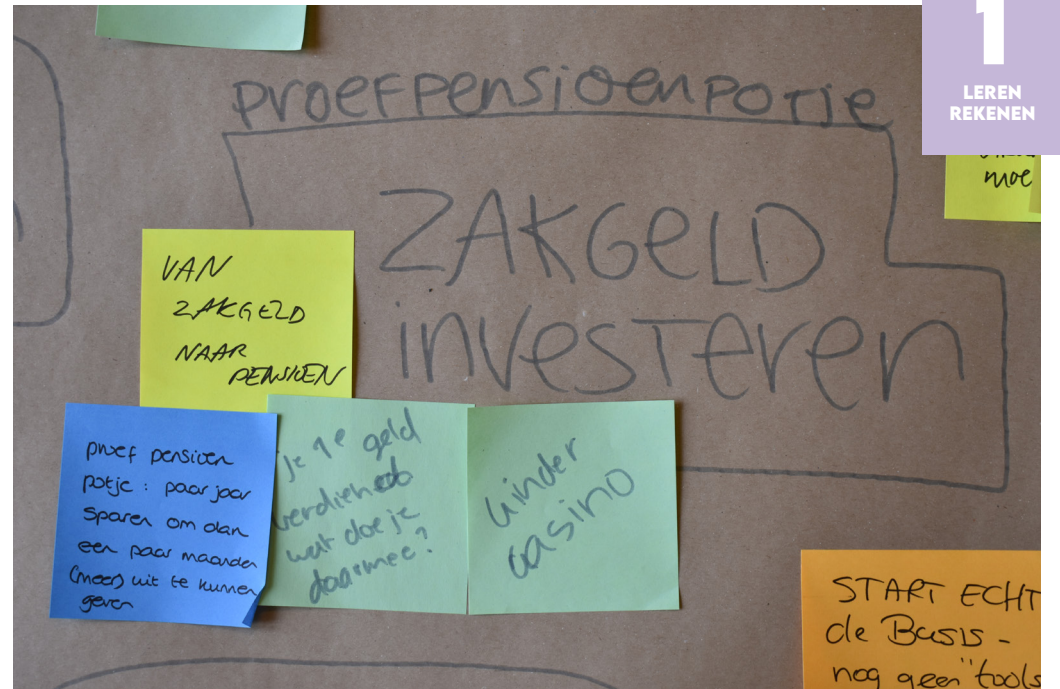 1
LEREN
REKENEN
proefpensioenpotje
ZAKGELD
investeren
moe
VAN
ZAKGELD
NAAR
PENSIOEN
proef pensioen
potje : paar jaar
sparen om dan
een paar maanden
(meer) uit te kunnen
geven
je 1e geld
verdiend
wat doe je
daarmee?
kinder
casino
START ECHT
de Basis -
nog geen "tools